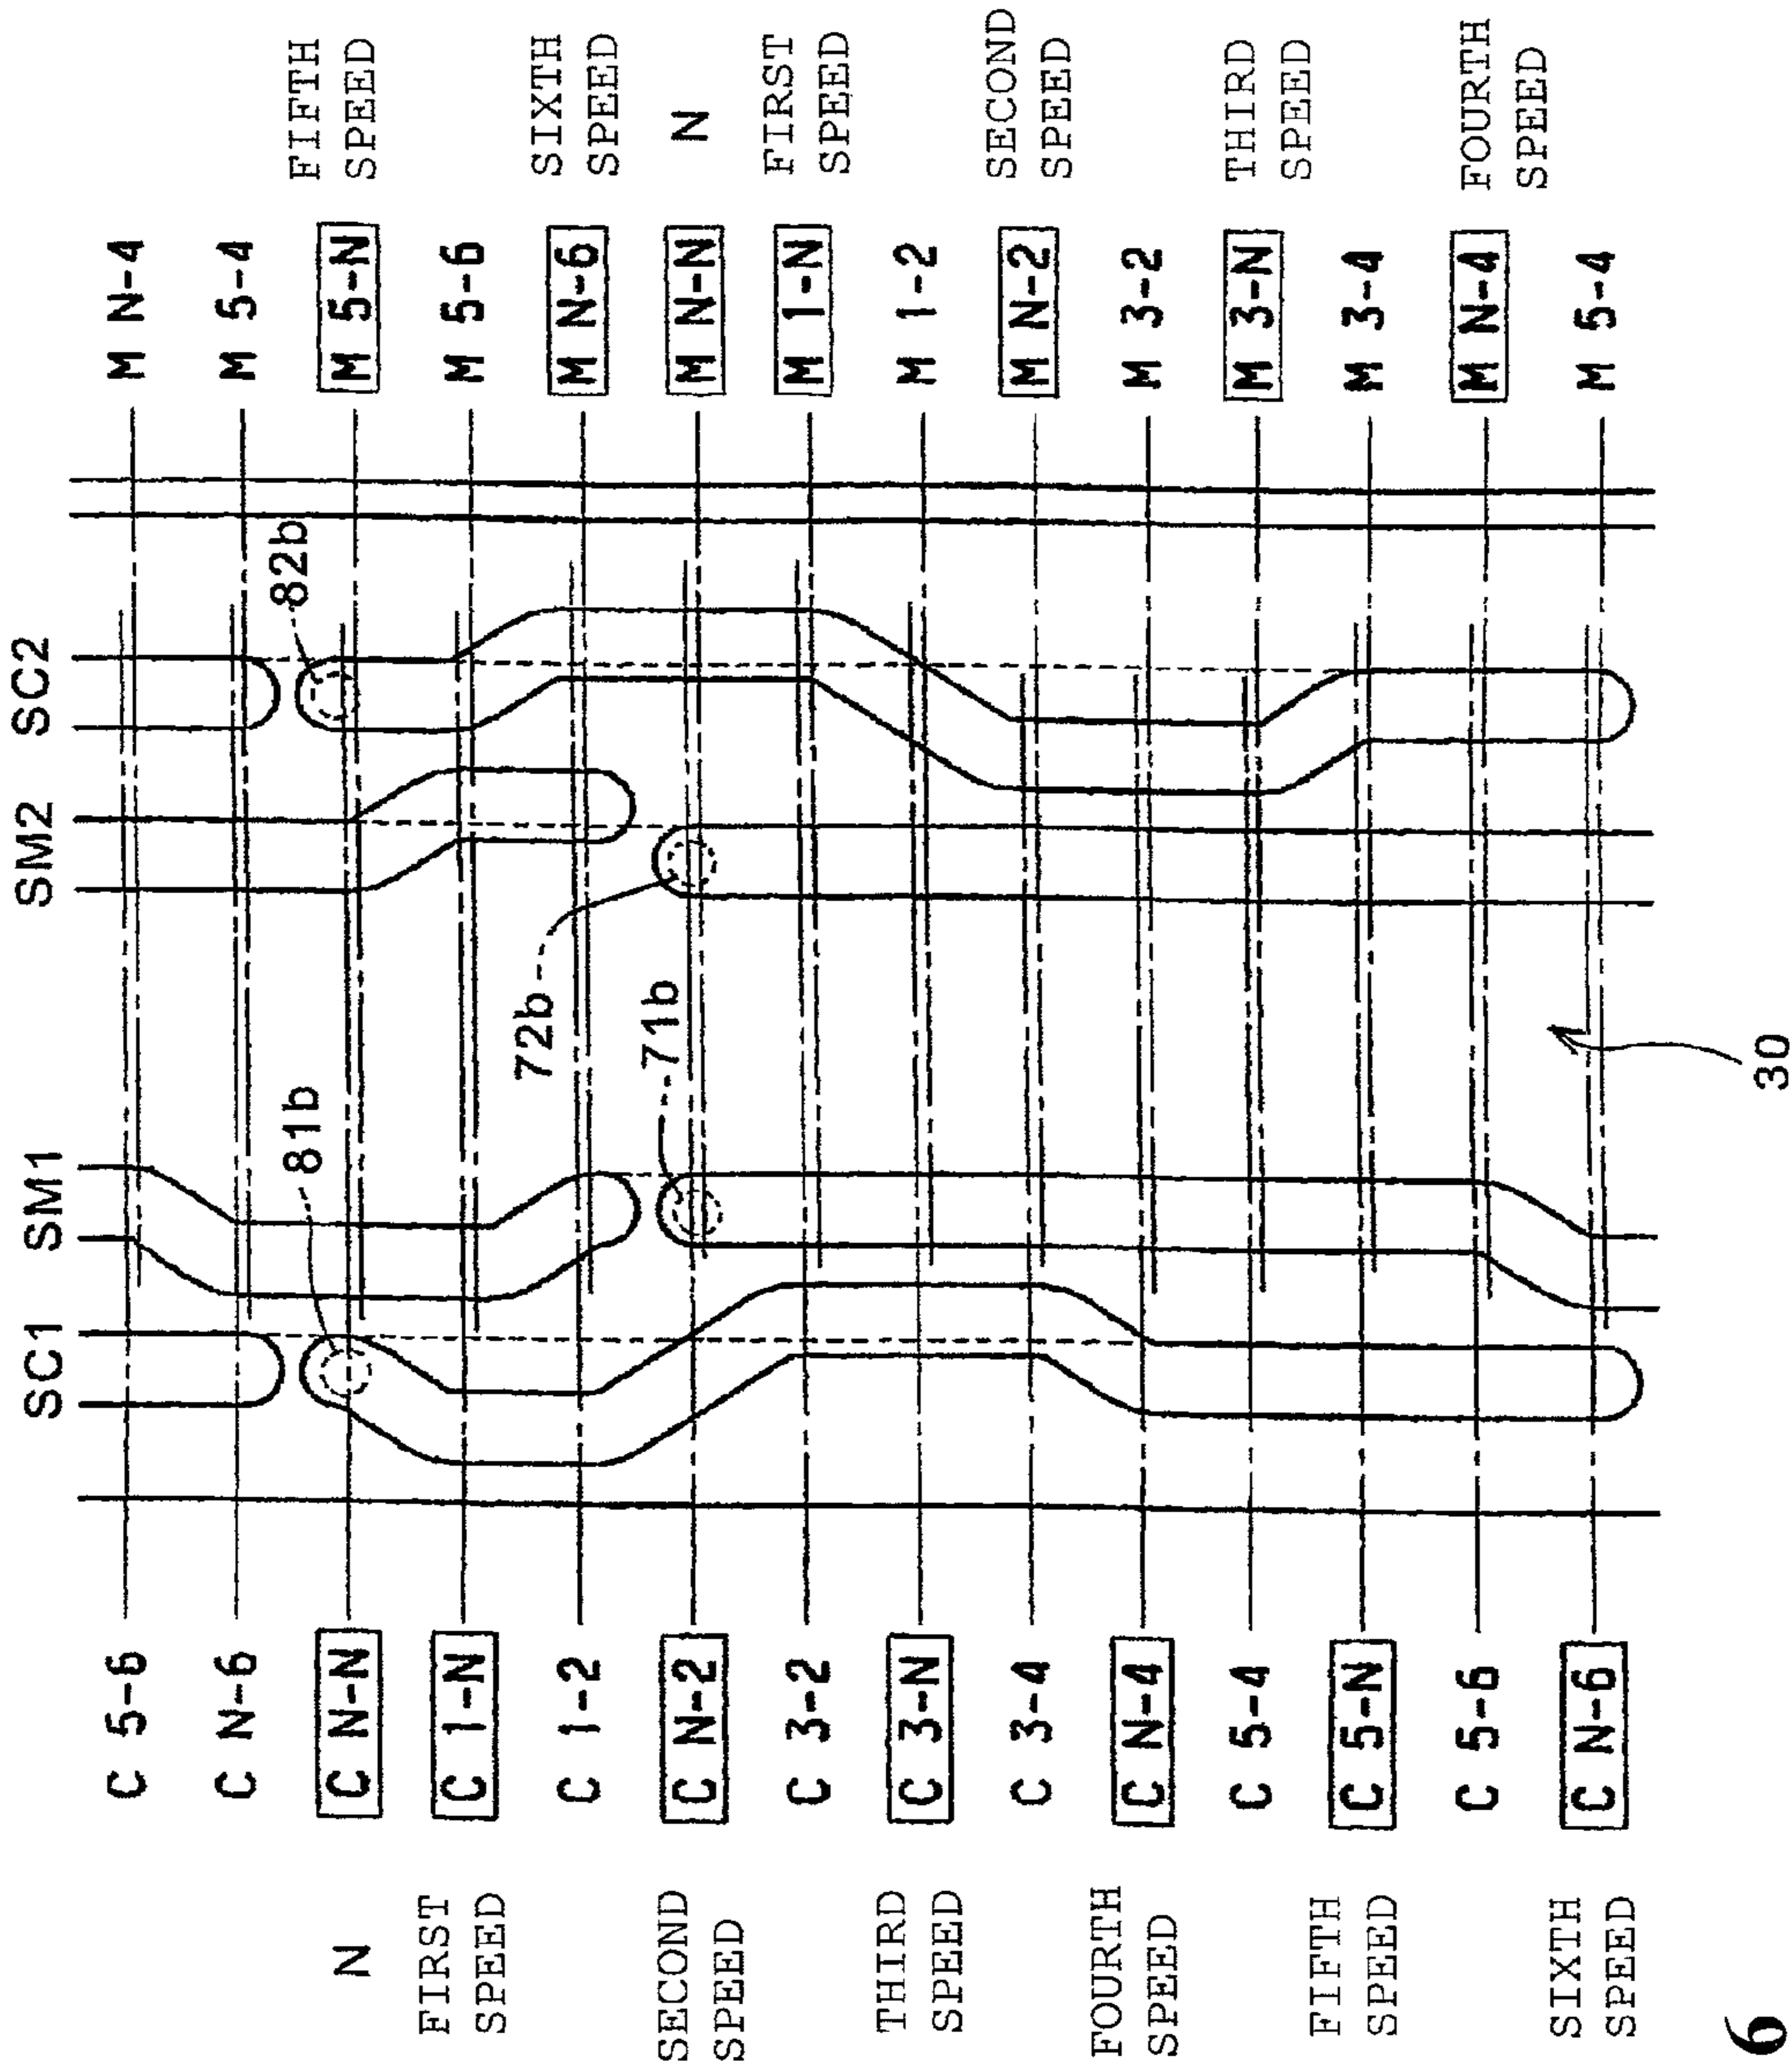 SC1
SM1
SM2
SC2
81b
71b
72b
82b
30
C 5-6
C N-6
C N-N
C 1-N
C 1-2
C N-2
C 3-2
C 3-N
C 3-4
C N-4
C 5-4
C 5-N
C 5-6
C N-6
N
FIRST
SPEED
SECOND
SPEED
THIRD
SPEED
FOURTH
SPEED
FIFTH
SPEED
SIXTH
SPEED
M N-4
M 5-4
M 5-N
M 5-6
M N-6
M N-N
M 1-N
M 1-2
M N-2
M 3-2
M 3-N
M 3-4
M N-4
M 5-4
FIFTH
SPEED
SIXTH
SPEED
N
FIRST
SPEED
SECOND
SPEED
THIRD
SPEED
FOURTH
SPEED
6